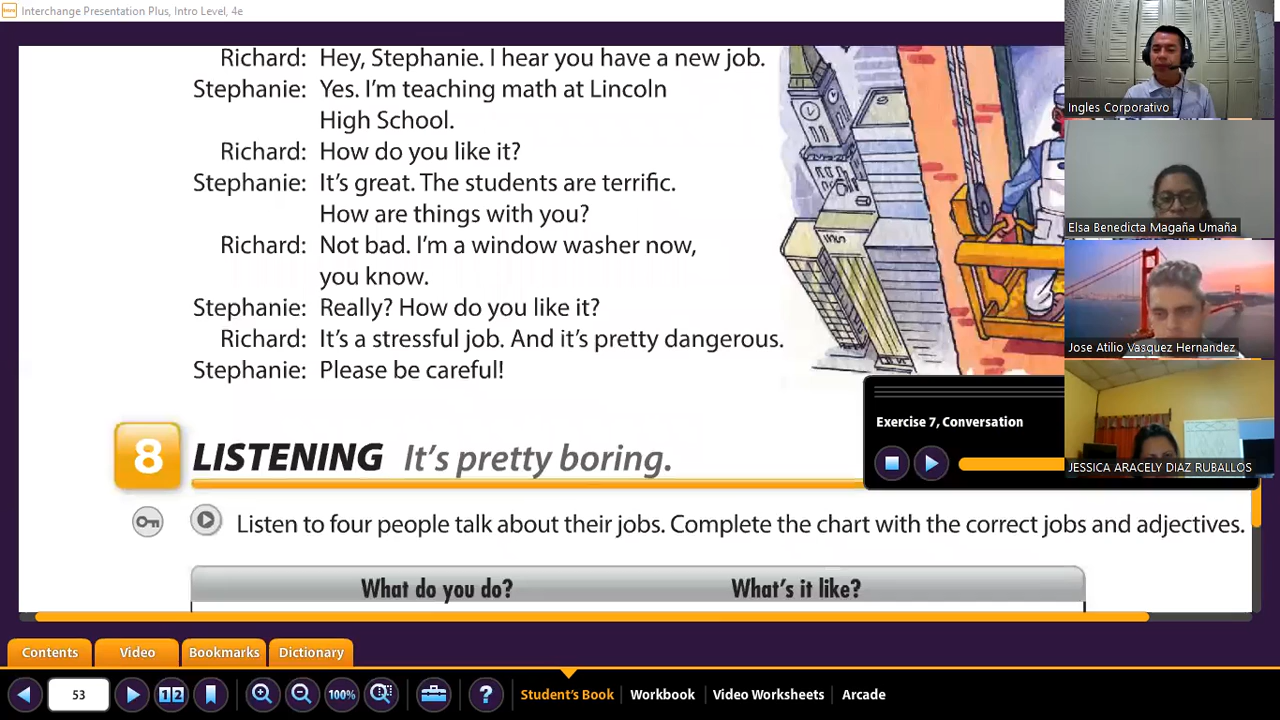 Interchange Presentation Plus, Intro Level, 4e
Richard: Hey, Stephanie. I hear you have a new job.
Stephanie: Yes. I'm teaching math at Lincoln
High School.
Richard: How do you like it?
Stephanie: It's great. The students are terrific.
How are things with you?
Richard: Not bad. I'm a window washer now,
you know.
Stephanie: Really? How do you like it?
Richard: It's a stressful job. And it's pretty dangerous.
Stephanie: Please be careful!
Ingles Corporativo
Elsa Benedicta Magaña Umaña
Jose Atilio Vasquez Hernandez
JESSICA ARACELY DIAZ RUBALLOS
Exercise 7, Conversation
8 LISTENING It's pretty boring.
Listen to four people talk about their jobs. Complete the chart with the correct jobs and adjectives.
What do you do? What's it like?
Contents Video Bookmarks Dictionary
53 1 2 100% ? Student's Book Workbook Video Worksheets Arcade